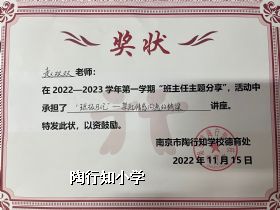 奖状
老师：
在 2022—2023 学年第一学期“班主任主题分享”，活动中
承担了 讲座。
特发此状，以资鼓励。
南京市陶行知学校德育处
2022 年 11 月 15 日
陶行知小学